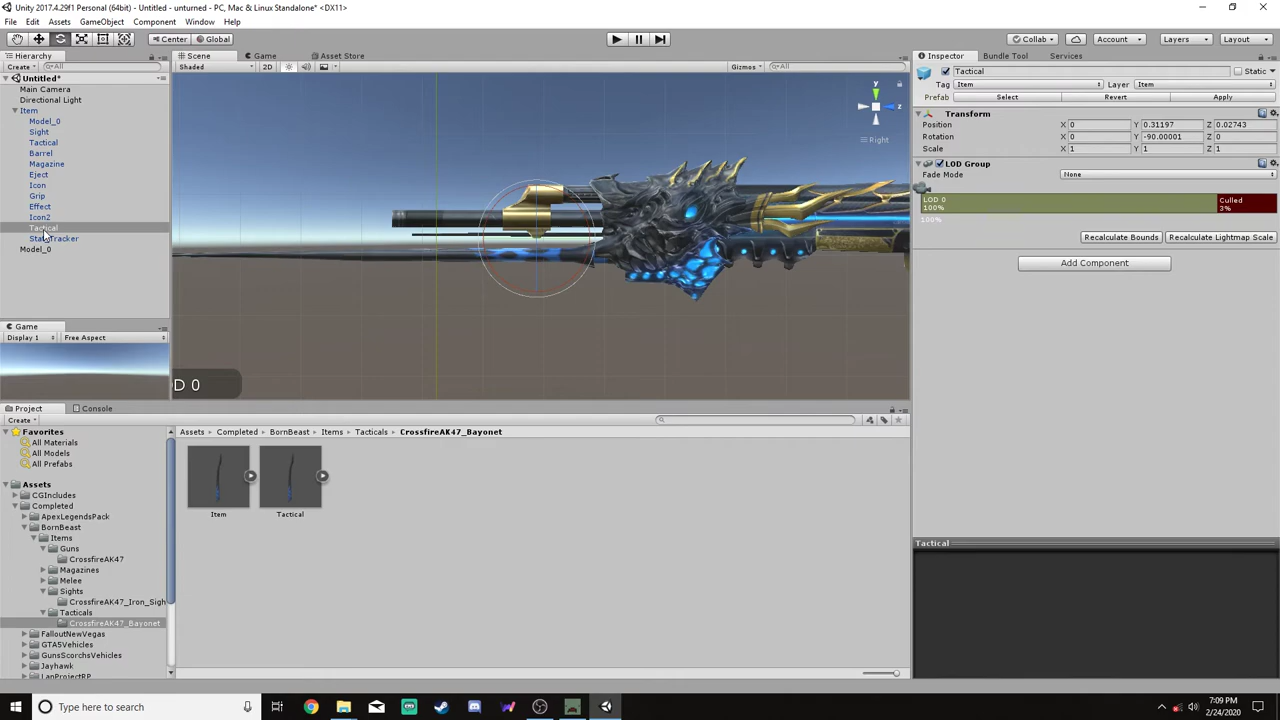 Unity 2017.4.29f1 Personal (64bit) - Untitled - unturned - PC, Mac & Linux Standalone* <DX11>
File Edit Assets GameObject Component Window Help
Center Global Collab Account Layers Layout
Hierarchy Scene Game Asset Store Inspector Bundle Tool Services
Create All Shaded 2D Gizmos All Tactical Static
Untitled*
Main Camera
Directional Light
Item
Model_0
Sight
Tactical
Barrel
Magazine
Eject
Icon
Grip
Effect
Icon2
Tactical
Stat Tracker
Model_0
y
z
Right
D 0
Tag Item Layer Item
Prefab Select Revert Apply
Transform
Position X 0 Y 0.31197 Z 0.02743
Rotation X 0 Y -90.00001 Z 0
Scale X 1 Y 1 Z 1
LOD Group
Fade Mode None
LOD 0
100%
Culled
3%
100%
Recalculate Bounds Recalculate Lightmap Scale
Add Component
Game
Display 1 Free Aspect
Project Console
Create
Favorites
All Materials
All Models
All Prefabs
Assets
CGIncludes
Completed
ApexLegendsPack
BornBeast
Items
Guns
CrossfireAK47
Magazines
Melee
Sights
CrossfireAK47_Iron_Sigh
Tacticals
CrossfireAK47_Bayonet
FalloutNewVegas
GTA5Vehicles
GunsScorchsVehicles
Jayhawk
LanProjectRP
Assets Completed BornBeast Items Tacticals CrossfireAK47_Bayonet
Item Tactical
Tactical
Type here to search
7:09 PM
2/24/2020